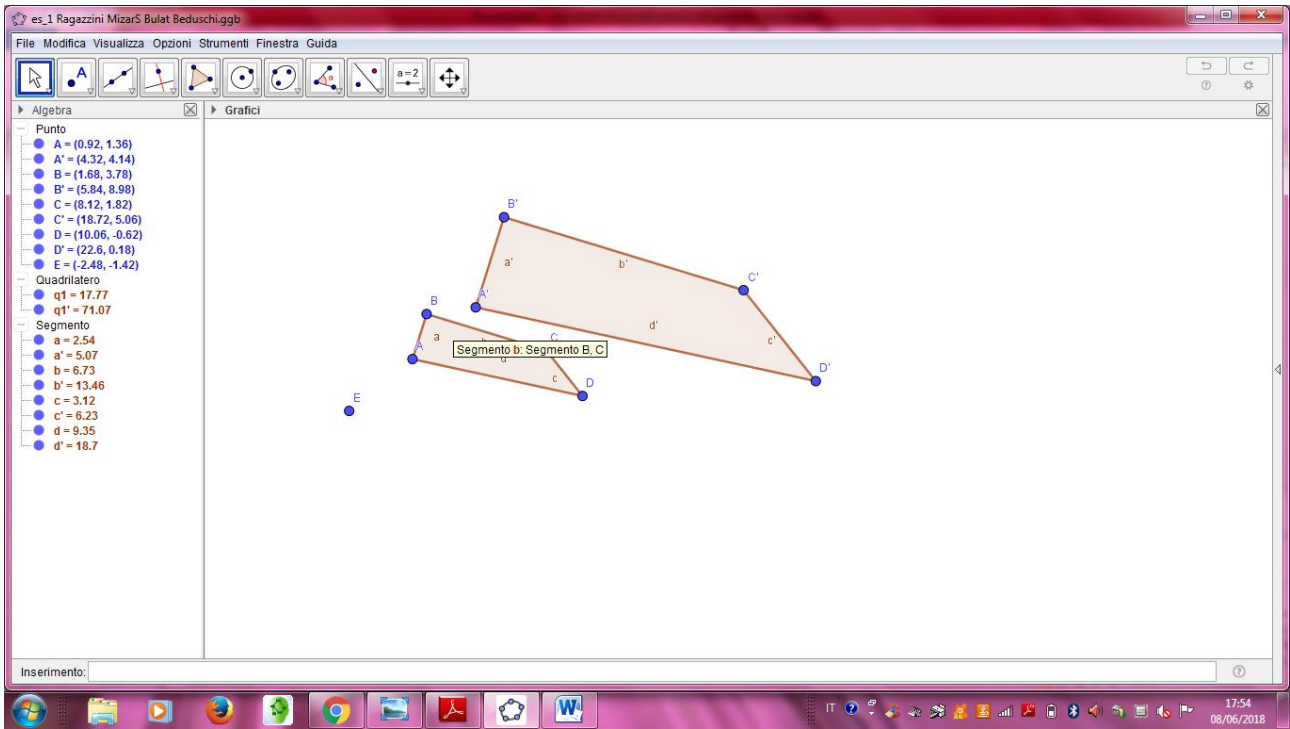 es_1 Ragazzini MizarS Bulat Beduschi.ggb
File Modifica Visualizza Opzioni Strumenti Finestra Guida
A
α
a = 2
Algebra
Grafici
Punto
A = (0.92, 1.36)
A' = (4.32, 4.14)
B = (1.68, 3.78)
B' = (5.84, 8.98)
C = (8.12, 1.82)
C' = (18.72, 5.06)
D = (10.06, -0.62)
D' = (22.6, 0.18)
E = (-2.48, -1.42)
Quadrilatero
q1 = 17.77
q1' = 71.07
Segmento
a = 2.54
a' = 5.07
b = 6.73
b' = 13.46
c = 3.12
c' = 6.23
d = 9.35
d' = 18.7
B'
a'
b'
C'
A'
B
d'
c'
a
C
A
Segmento b: Segmento B, C
d
c
D
D'
E
Inserimento:
W
IT
17:54
08/06/2018